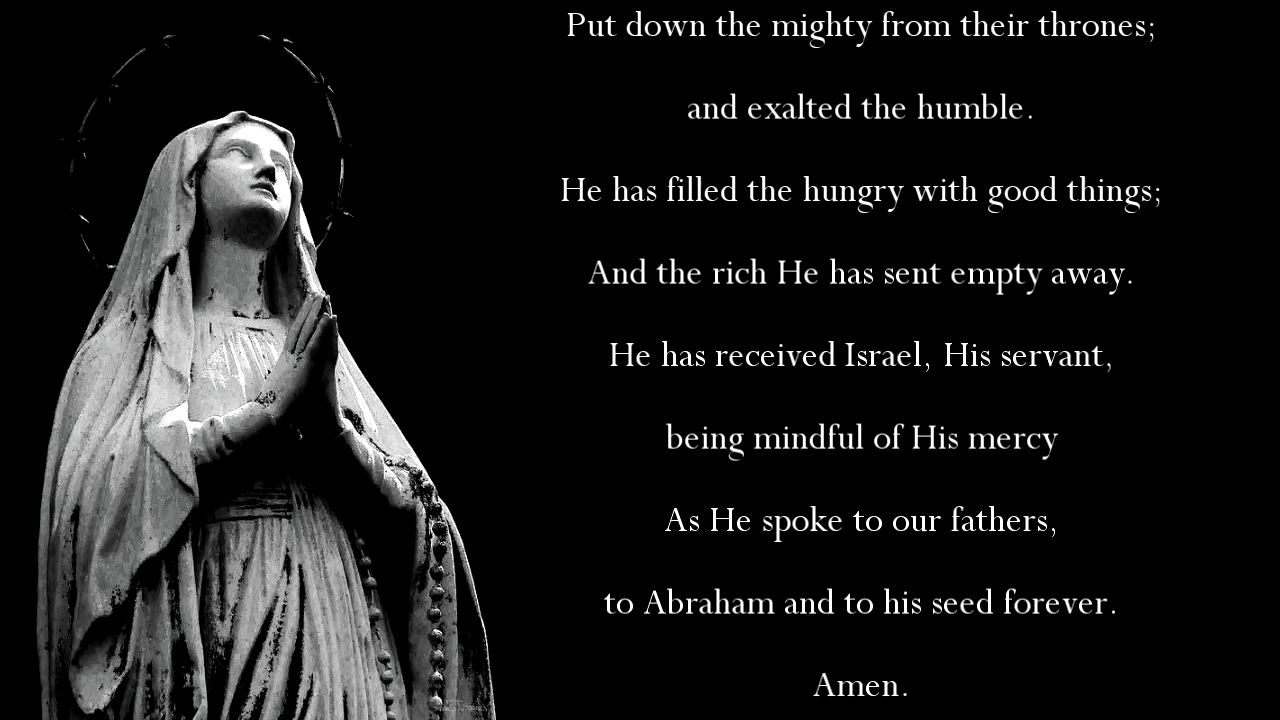 Put down the mighty from their thrones;
and exalted the humble.
He has filled the hungry with good things;
And the rich He has sent empty away.
He has received Israel, His servant,
being mindful of His mercy
As He spoke to our fathers,
to Abraham and to his seed forever.
Amen.